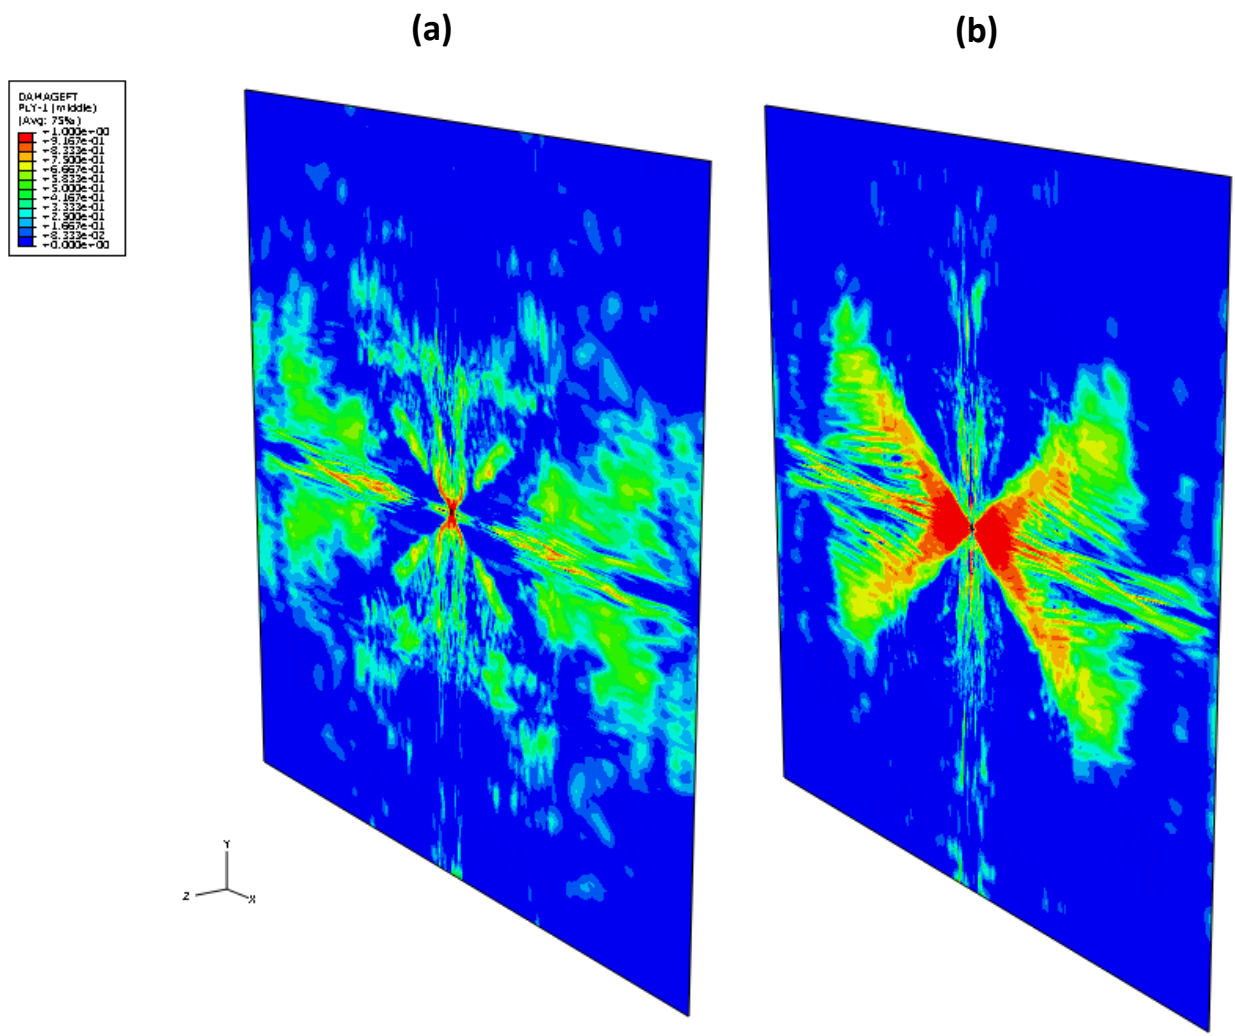 (a)
(b)
DAMAGEFT
PLY-1 (middle)
(Avg: 75%)
+1.000e+00
+9.167e-01
+8.333e-01
+7.500e-01
+6.667e-01
+5.833e-01
+5.000e-01
+4.167e-01
+3.333e-01
+2.500e-01
+1.667e-01
+8.333e-02
+0.000e+00
Y
Z
X